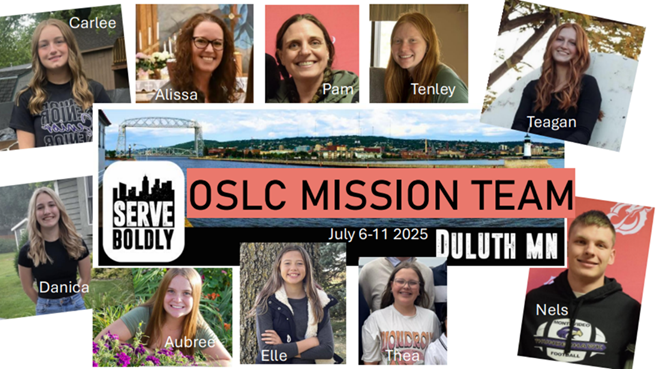 Carlee
Alissa
Pam
Tenley
Teagan
SERVE
BOLDLY
OSLC MISSION TEAM
July 6-11 2025
DULUTH MN
Danica
Aubree
Elle
Thea
Nels
FOOTBALL